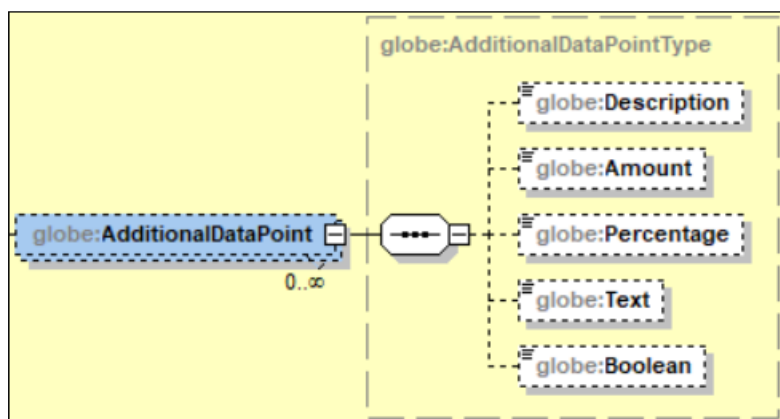 globe:AdditionalDataPointType
globe:Description
globe:Amount
globe:Percentage
globe:AdditionalDataPoint
0..∞
globe:Text
globe:Boolean